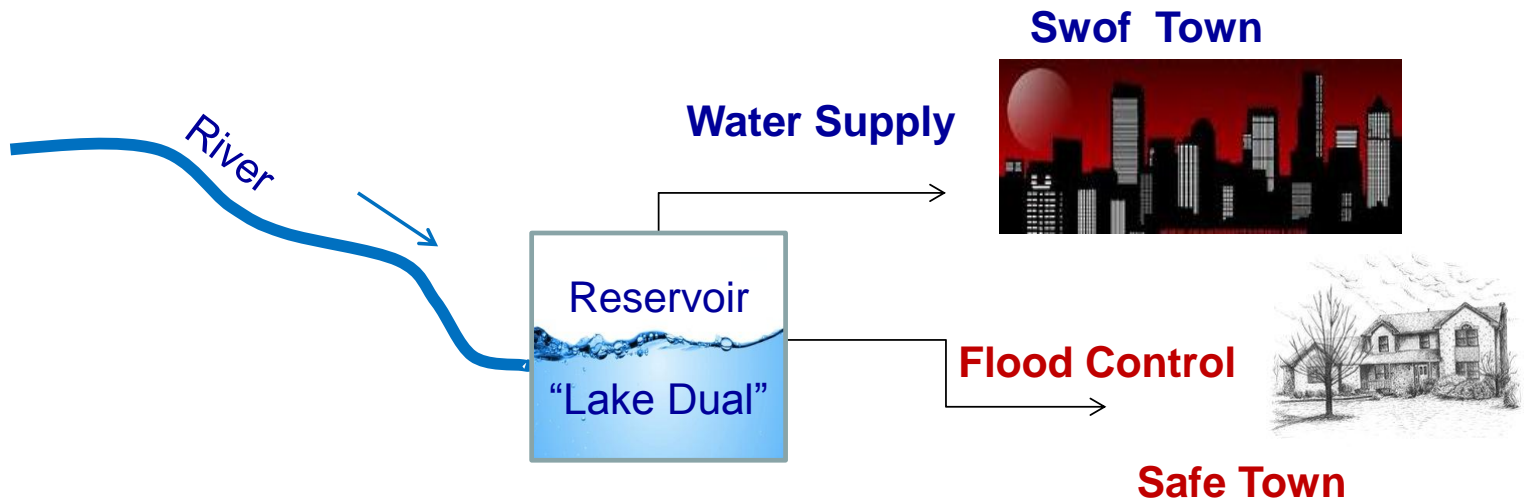 Swof Town
Water Supply
River
Reservoir
"Lake Dual"
Flood Control
Safe Town